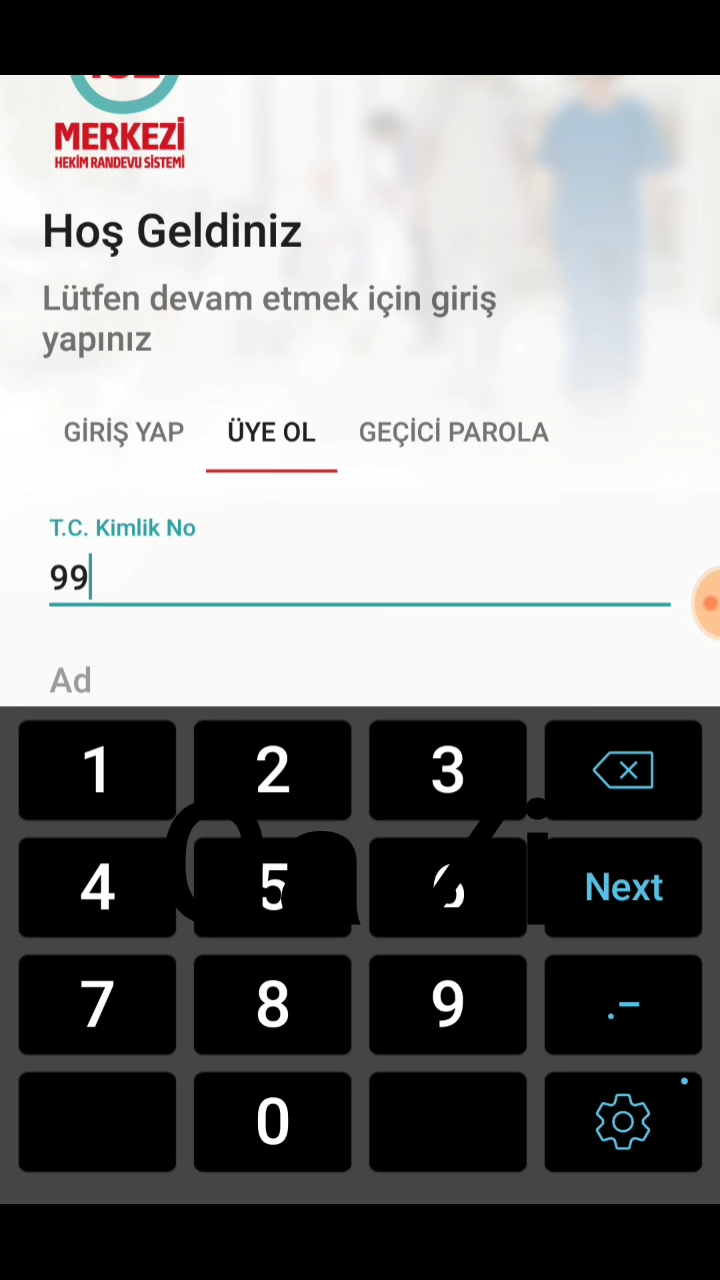 MERKEZİ
HEKİM RANDEVU SİSTEMİ
Hoş Geldiniz
Lütfen devam etmek için giriş
yapınız
GİRİŞ YAP ÜYE OL GEÇİCİ PAROLA
T.C. Kimlik No
99
Ad
1 2 3
4 5 6 Next
7 8 9 .-
0